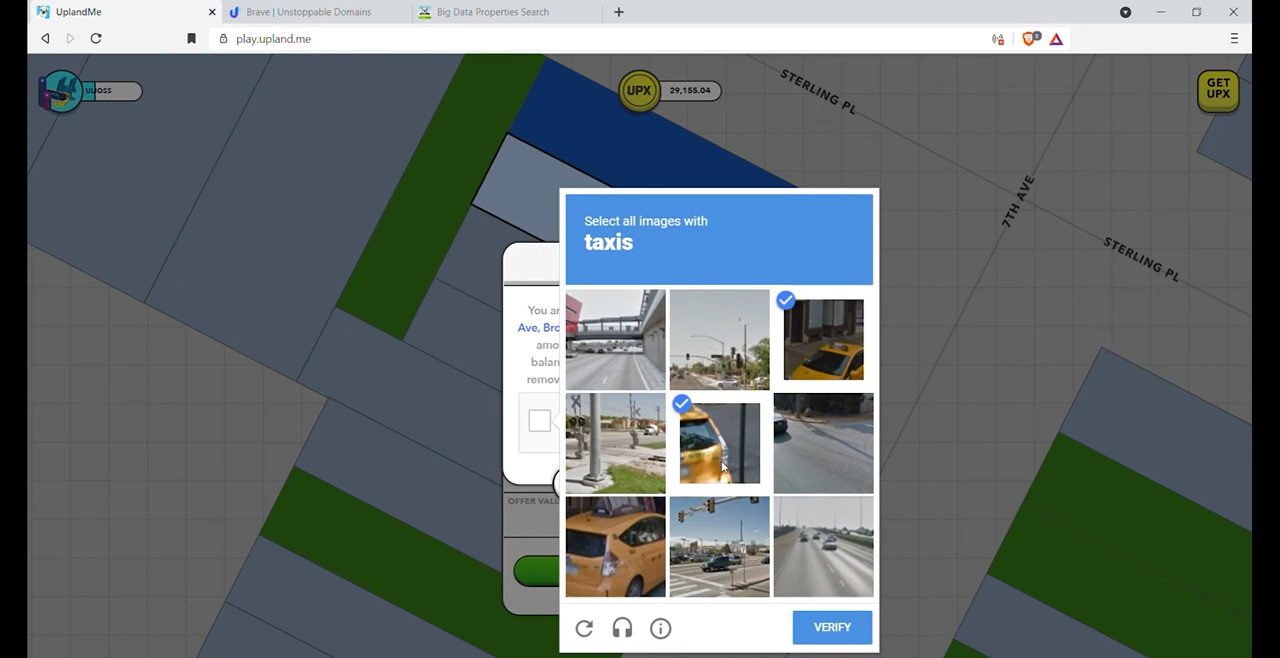 UplandMe
Brave | Unstoppable Domains
Big Data Properties Search
play.upland.me
UPX
29,155.04
GET
UPX
STERLING PL
7TH AVE
STERLING PL
Select all images with
taxis
You ar
Ave, Bro
amo
balan
remov
OFFER VALU
VERIFY